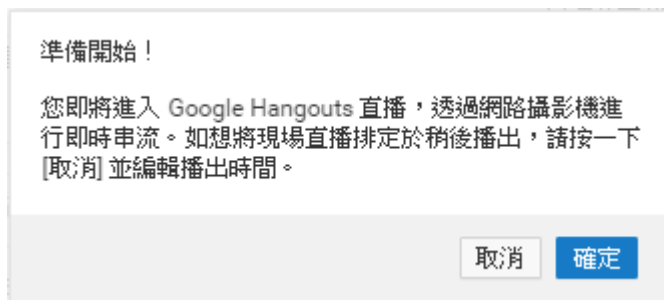 準備開始！
您即將進入 Google Hangouts 直播，透過網路攝影機進
行即時串流。如想將現場直播排定於稍後播出，請按一下
[取消] 並編輯播出時間。
取消
確定